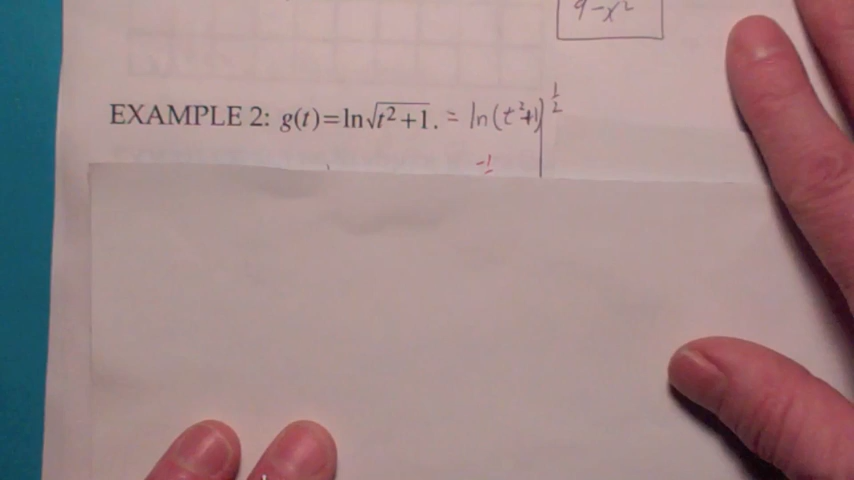 9-x²
EXAMPLE 2: g(t)=ln√t²+1. = ln(t²+1)^1/2